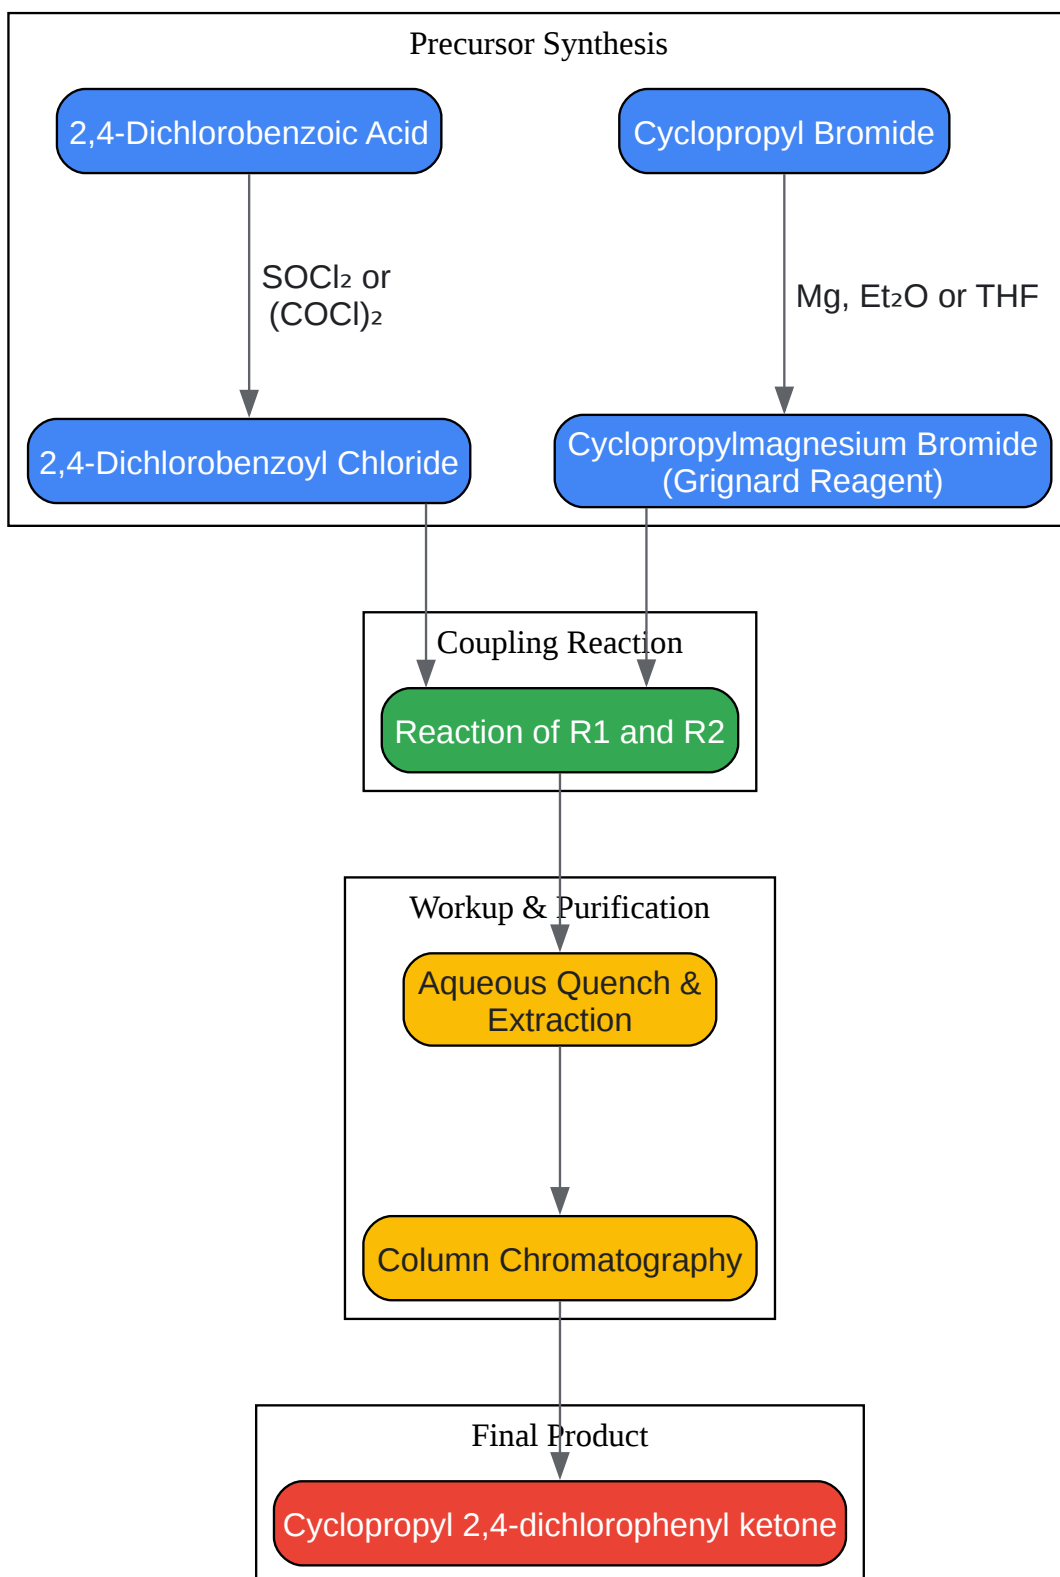 Precursor Synthesis
2,4-Dichlorobenzoic Acid
Cyclopropyl Bromide
SOCl₂ or
(COCl)₂
Mg, Et₂O or THF
2,4-Dichlorobenzoyl Chloride
Cyclopropylmagnesium Bromide
(Grignard Reagent)
Coupling Reaction
Reaction of R1 and R2
Workup & Purification
Aqueous Quench &
Extraction
Column Chromatography
Final Product
Cyclopropyl 2,4-dichlorophenyl ketone